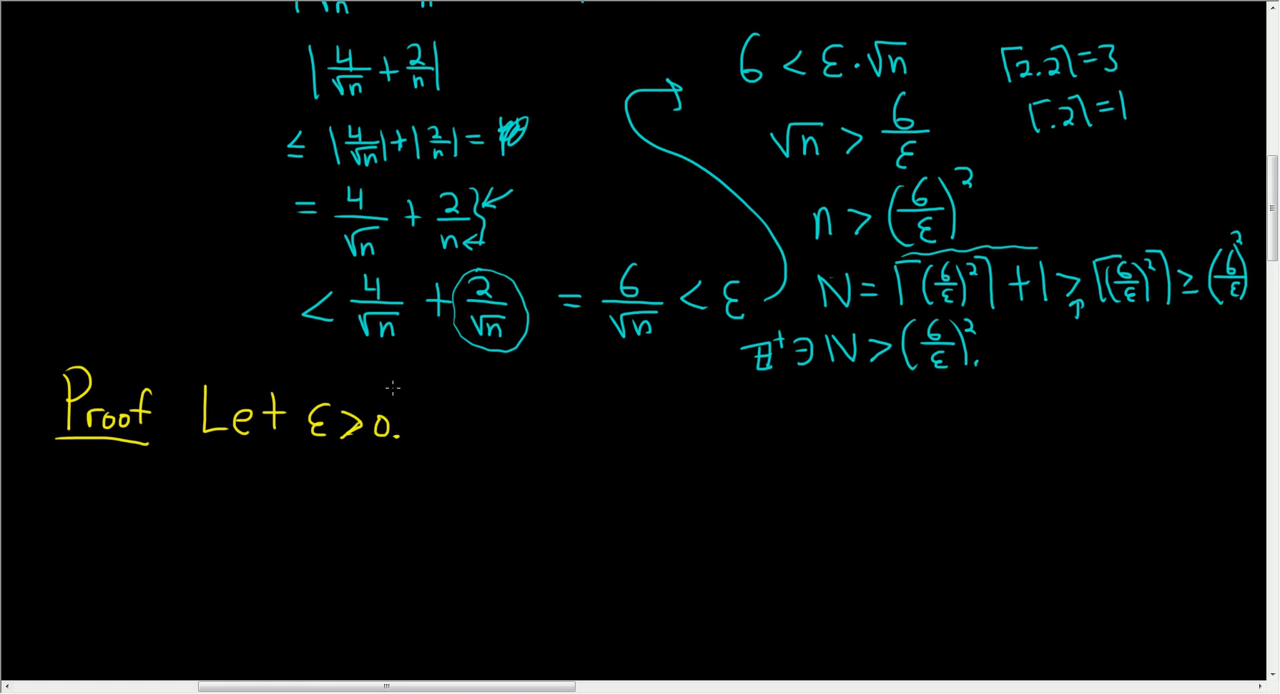 |4/√n + 2/n|
≤ |4/√n| + |2/n| =
= 4/√n + 2/n
< 4/√n + 2/√n = 6/√n < ε
6 < ε·√n
√n > 6/ε
n > (6/ε)²
N = ⌈(6/ε)²⌉ + 1 > ⌈(6/ε)²⌉ ≥ (6/ε)²
ℤ⁺ ∋ N > (6/ε)².
⌈2.2⌉ = 3
⌈.2⌉ = 1
Proof Let ε > 0.